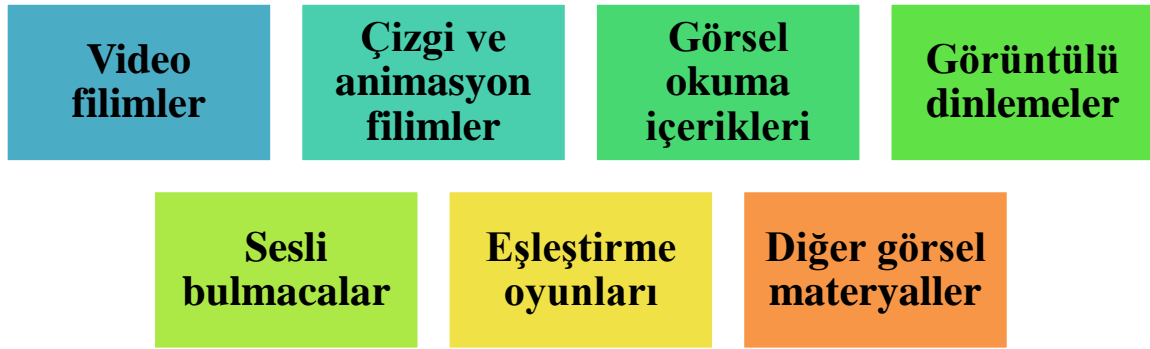 Video
filimler
Çizgi ve
animasyon
filimler
Görsel
okuma
içerikleri
Görüntülü
dinlemeler
Sesli
bulmacalar
Eşleştirme
oyunları
Diğer görsel
materyaller